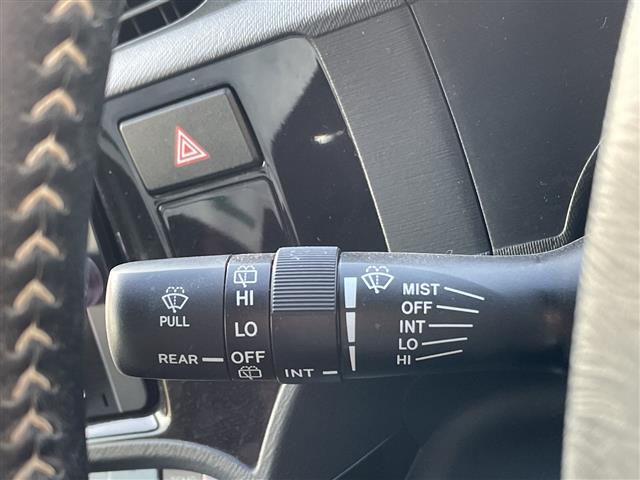 PULL
REAR
HI
LO
OFF
INT
MIST
OFF
INT
LO
HI